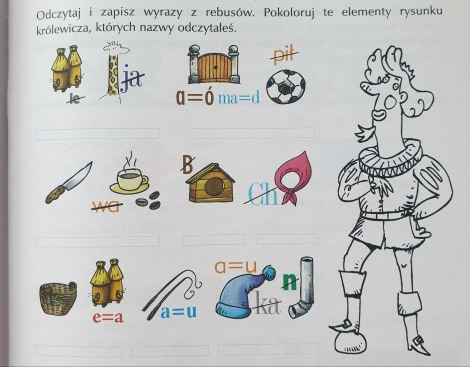 Odczytaj i zapisz wyrazy z rebusów. Pokoloruj te elementy rysunku
królewicza, których nazwy odczytałeś.
le ja a=ó ma=d pił
wa B Ch
e=a a=u a=u ka n